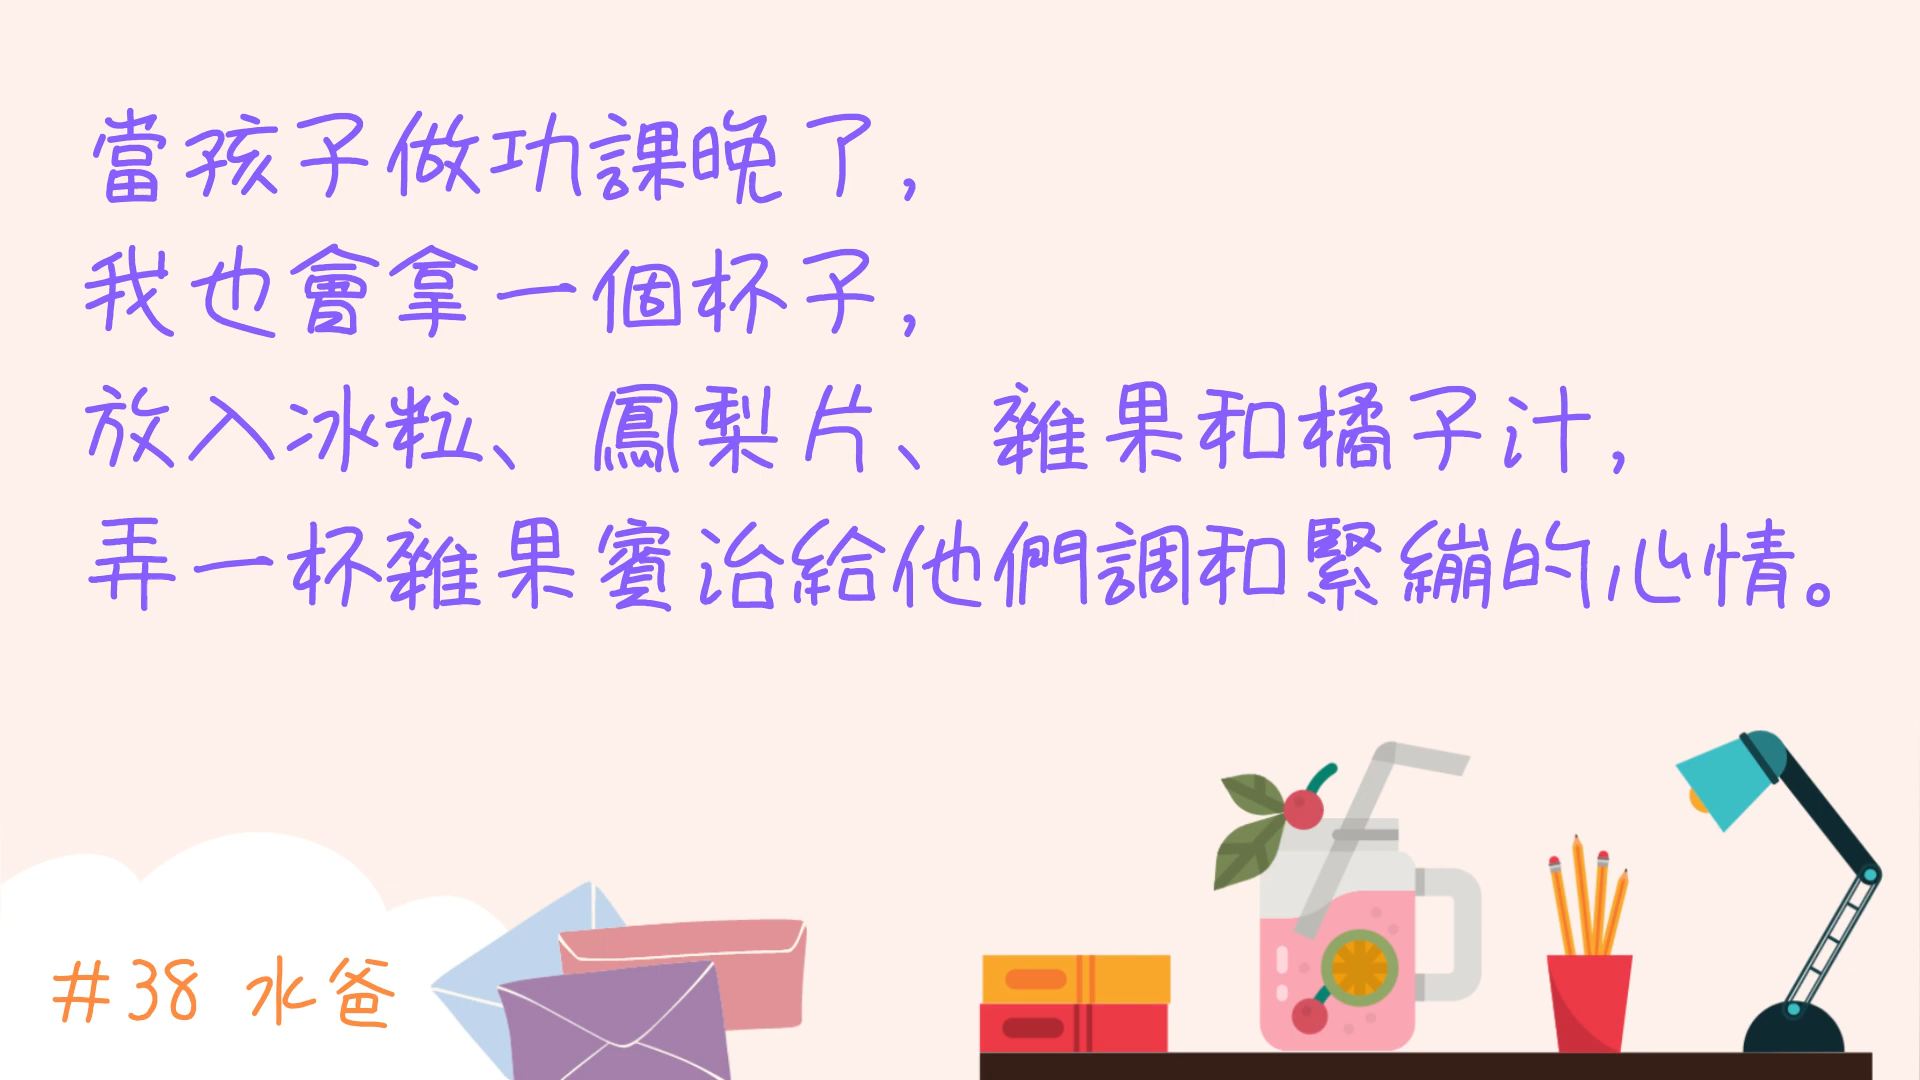 當孩子做功課晚了,
我也會拿一個杯子,
放入冰粒、鳳梨片、雜果和橘子汁,
弄一杯雜果賓治給他們調和緊繃的心情。
#38 水爸